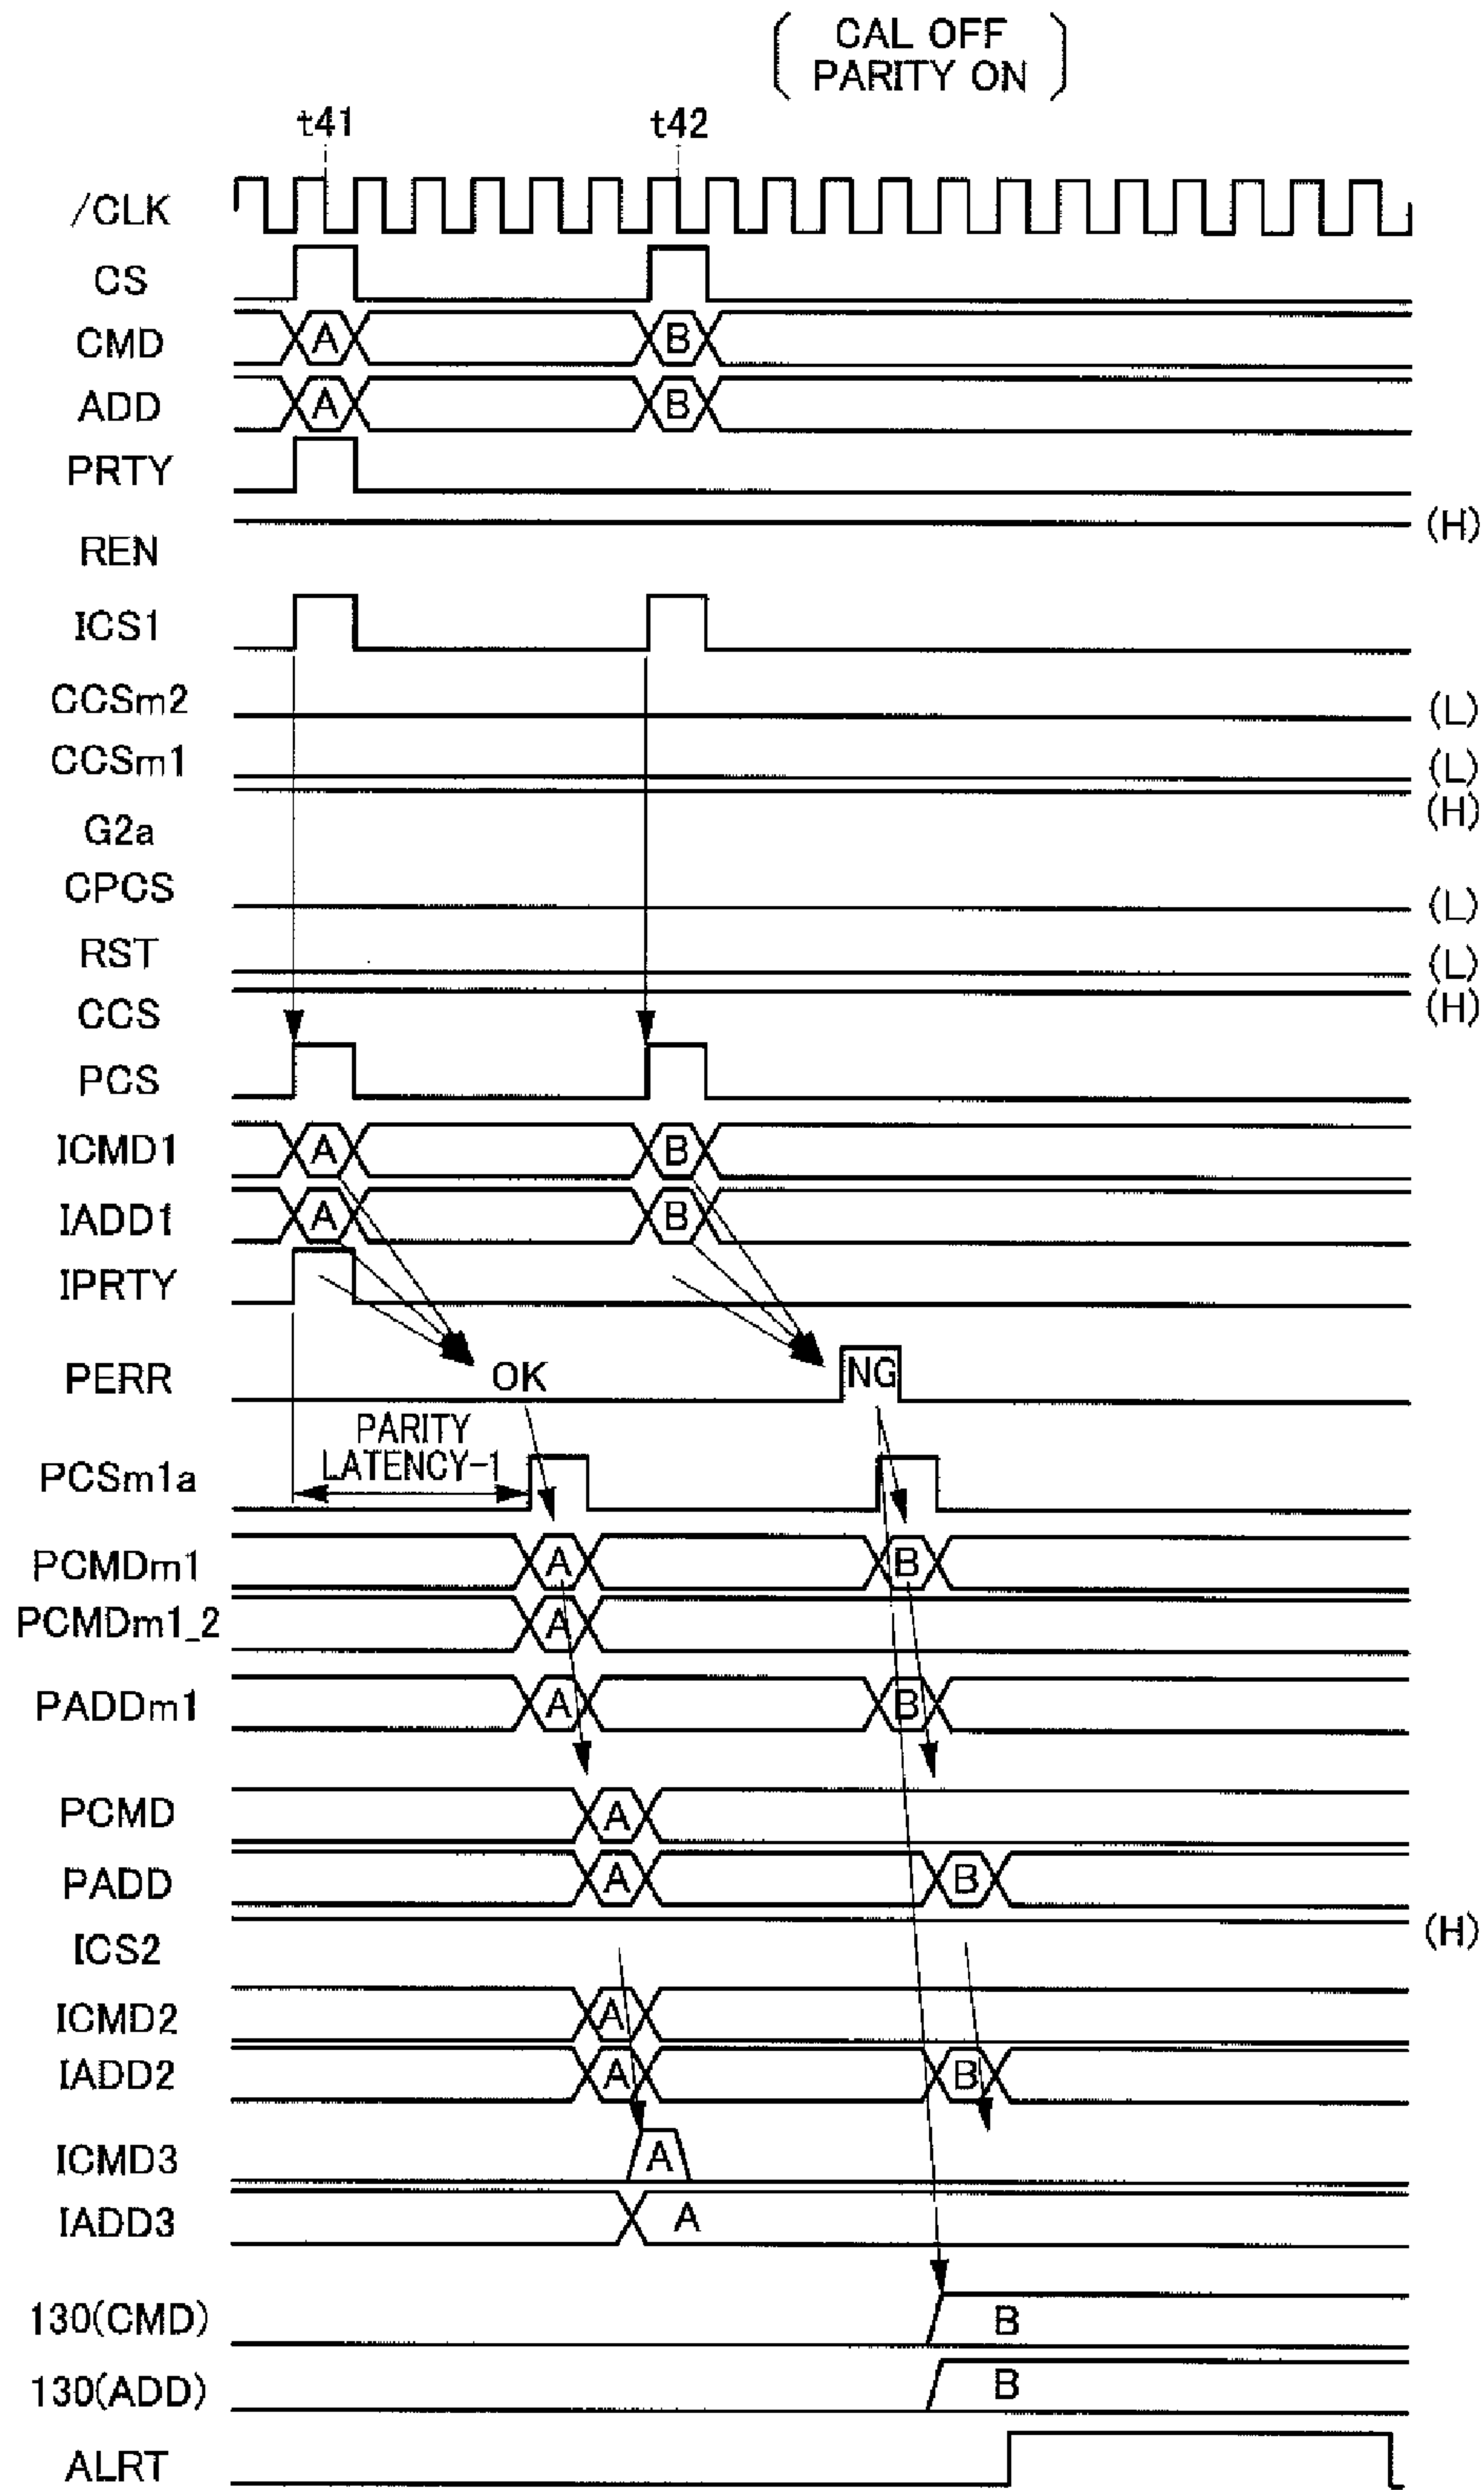 CAL OFF
PARITY ON
t41 t42
/CLK
CS
CMD A B
ADD A B
PRTY
REN (H)
ICS1
CCSm2 (L)
CCSm1 (L)
G2a (H)
CPCS (L)
RST (L)
CCS (H)
PCS
ICMD1 A B
IADD1 A B
IPRTY
PERR OK NG
PARITY
LATENCY-1
PCSm1a
PCMDm1 A B
PCMDm1_2 A
PADDm1 A B
PCMD A
PADD A B
ICS2 (H)
ICMD2 A
IADD2 A B
ICMD3 A
IADD3 A
130(CMD) B
130(ADD) B
ALRT